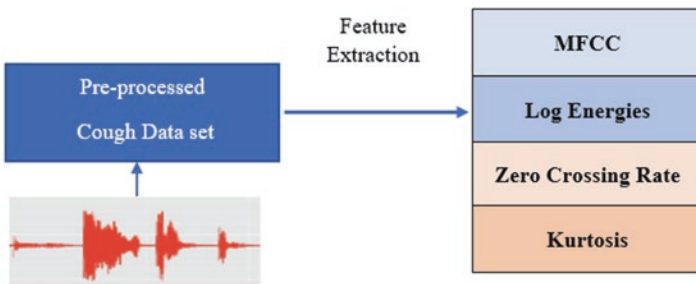 Feature
Extraction
Pre-processed
Cough Data set
MFCC
Log Energies
Zero Crossing Rate
Kurtosis